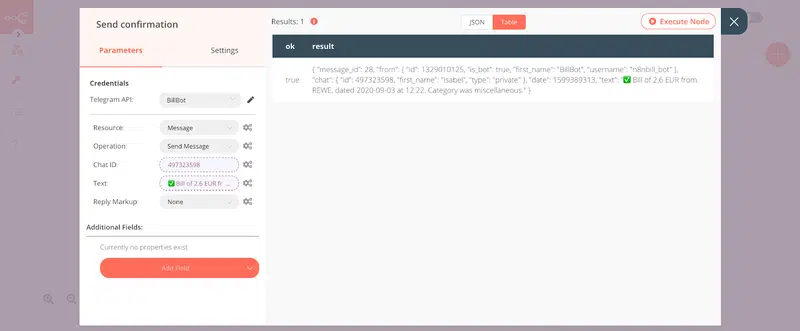 Send confirmation
Parameters
Settings
Credentials
Telegram API:
BillBot
Resource:
Message
Operation:
Send Message
Chat ID:
497323598
Text:
✅ Bill of 2.6 EUR fr ...
Reply Markup:
None
Additional Fields:
Currently no properties exist
Add Field
Results: 1
JSON
Table
Execute Node
ok
result
true
{ "message_id": 28, "from": { "id": 1329010125, "is_bot": true, "first_name": "BillBot", "username": "n8nbill_bot" },
"chat": { "id": 497323598, "first_name": "isabel", "type": "private" }, "date": 1599389313, "text": "✅ Bill of 2.6 EUR from
REWE, dated 2020-09-03 at 12:22. Category was miscellaneous." }